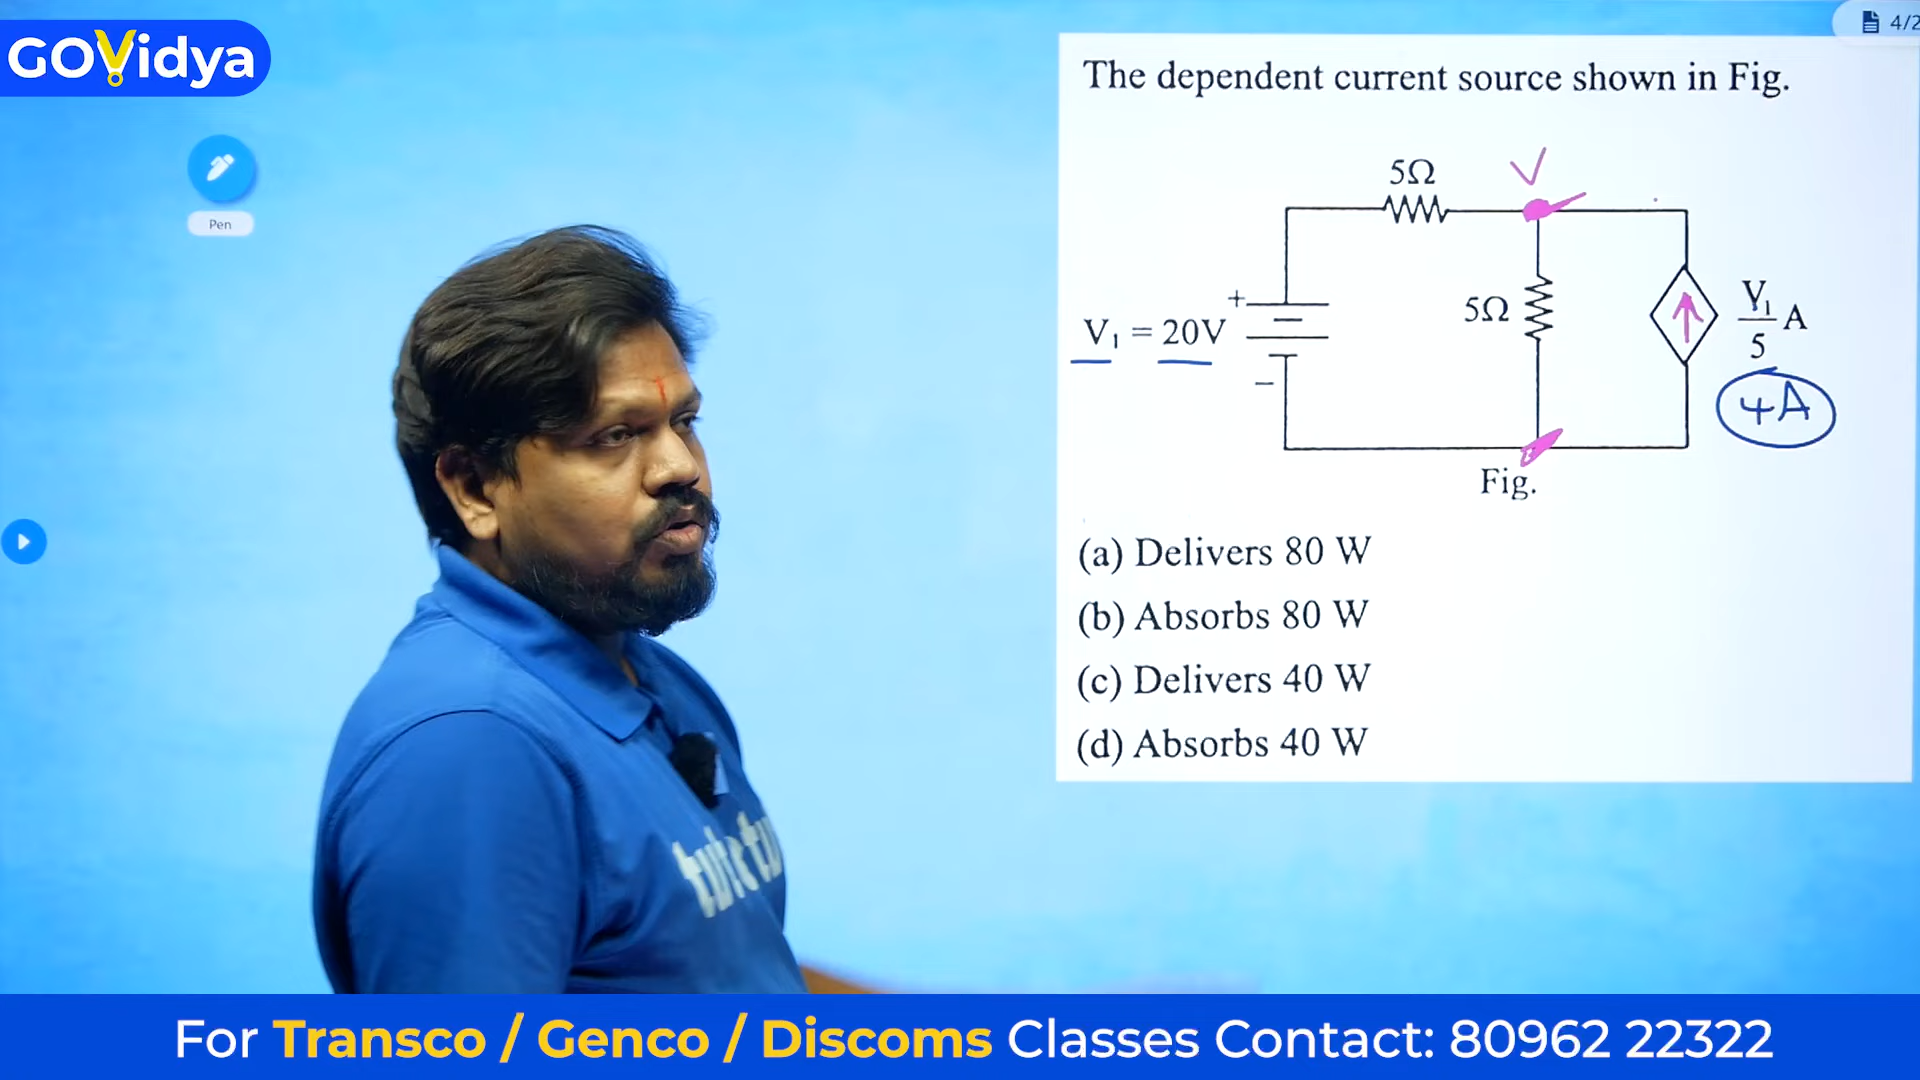 GOVidya
4/2
Pen
The dependent current source shown in Fig.
5Ω
V
5Ω
V₁ = 20V
+
−
V₁/5 A
4A
Fig.
(a) Delivers 80 W
(b) Absorbs 80 W
(c) Delivers 40 W
(d) Absorbs 40 W
For Transco / Genco / Discoms Classes Contact: 80962 22322